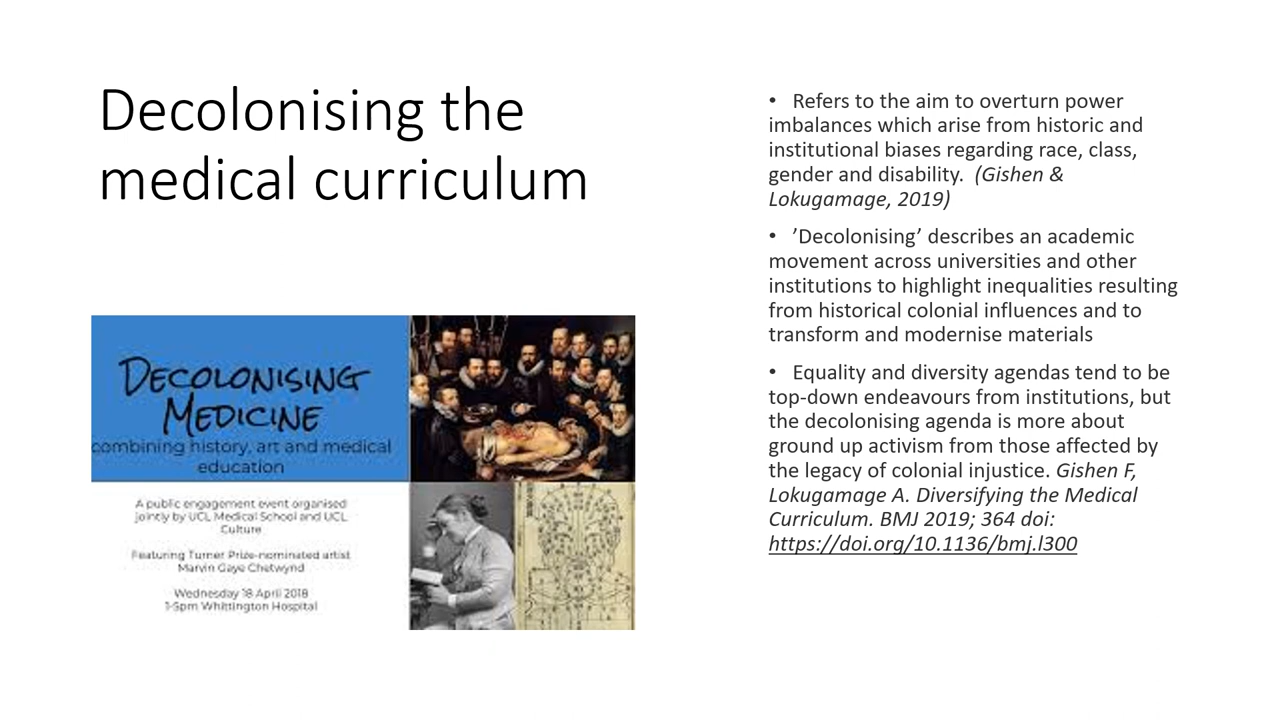 Decolonising the
medical curriculum
DECOLONISING
MEDICINE
combining history, art and medical
education
A public engagement event organised
jointly by UCL Medical School and UCL
Culture
Featuring Turner Prize-nominated artist
Marvin Gaye Chetwynd
Wednesday 18 April 2018
1-5pm Whittington Hospital
• Refers to the aim to overturn power
imbalances which arise from historic and
institutional biases regarding race, class,
gender and disability. (Gishen &
Lokugamage, 2019)
• ’Decolonising’ describes an academic
movement across universities and other
institutions to highlight inequalities resulting
from historical colonial influences and to
transform and modernise materials
• Equality and diversity agendas tend to be
top-down endeavours from institutions, but
the decolonising agenda is more about
ground up activism from those affected by
the legacy of colonial injustice. Gishen F,
Lokugamage A. Diversifying the Medical
Curriculum. BMJ 2019; 364 doi:
https://doi.org/10.1136/bmj.l300